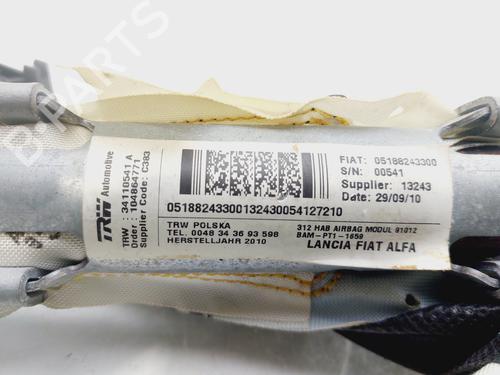 TRW Automotive
TRW : 34110541 A
Order : 104864771
Supplier Code: C383
FIAT: 05188243300
S/N: 00541
Supplier: 13243
Date: 29/09/10
05188243300132430054127210
TRW POLSKA
TEL. 0048 34 36 93 598
HERSTELLJAHR 2010
312 HAB AIRBAG MODUL 91012
BAM-PT1-1659
LANCIA FIAT ALFA
B PARTS